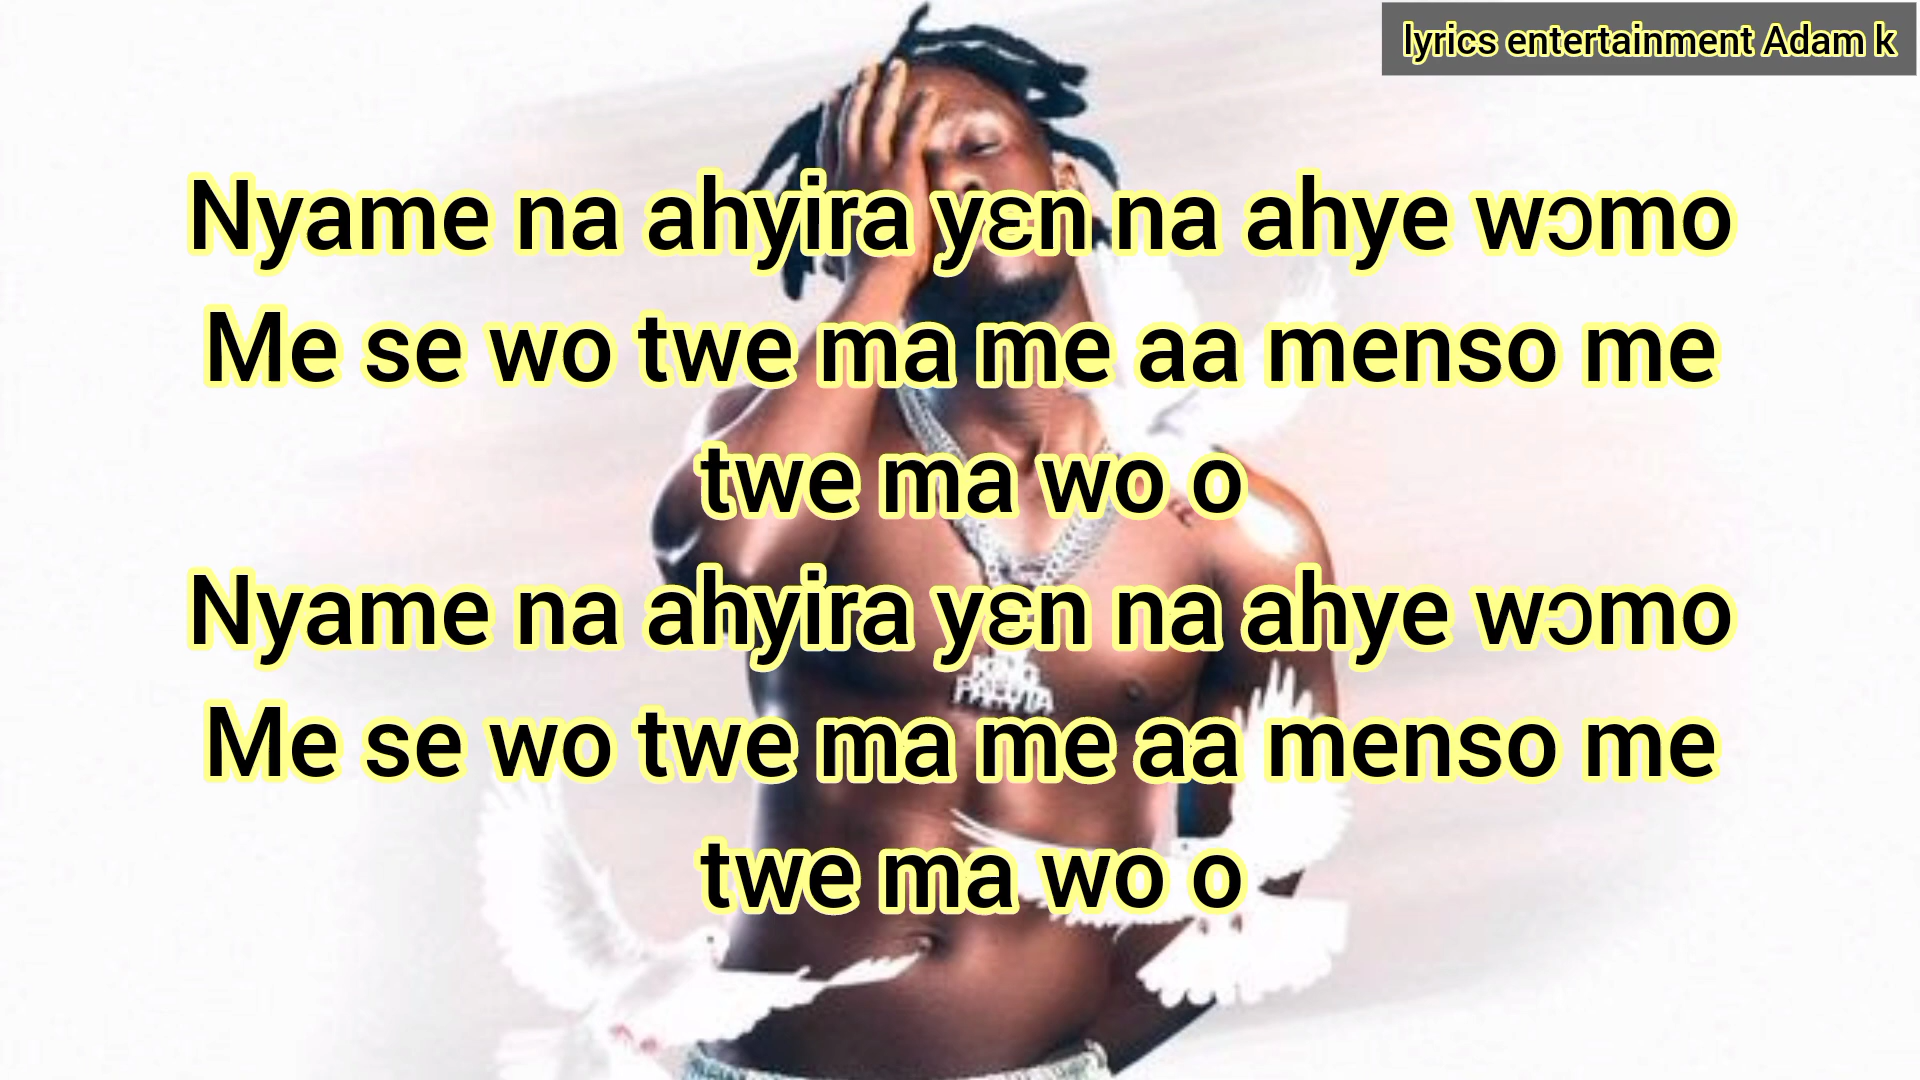 lyrics entertainment Adam k
Nyame na ahyira yɛn na ahye wɔmo
Me se wo twe ma me aa menso me
twe ma wo o
Nyame na ahyira yɛn na ahye wɔmo
KING
PALUTA
Me se wo twe ma me aa menso me
twe ma wo o